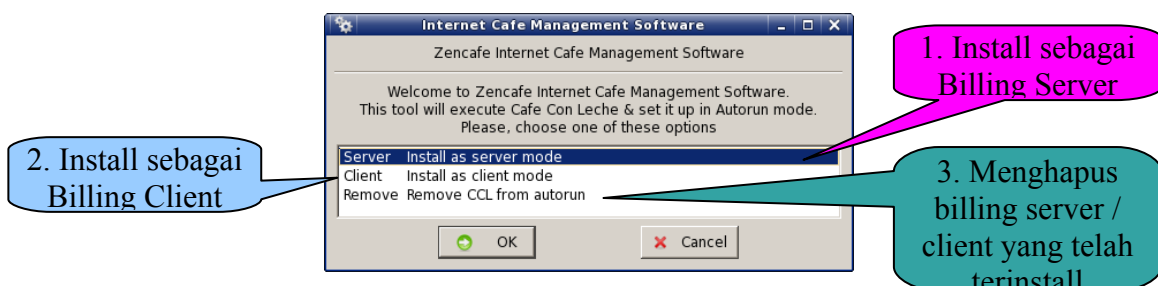 Internet Cafe Management Software
Zencafe Internet Cafe Management Software
Welcome to Zencafe Internet Cafe Management Software.
This tool will execute Cafe Con Leche & set it up in Autorun mode.
Please, choose one of these options
Server Install as server mode
Client Install as client mode
Remove Remove CCL from autorun
OK
Cancel
1. Install sebagai
Billing Server
2. Install sebagai
Billing Client
3. Menghapus
billing server /
client yang telah
terinstall